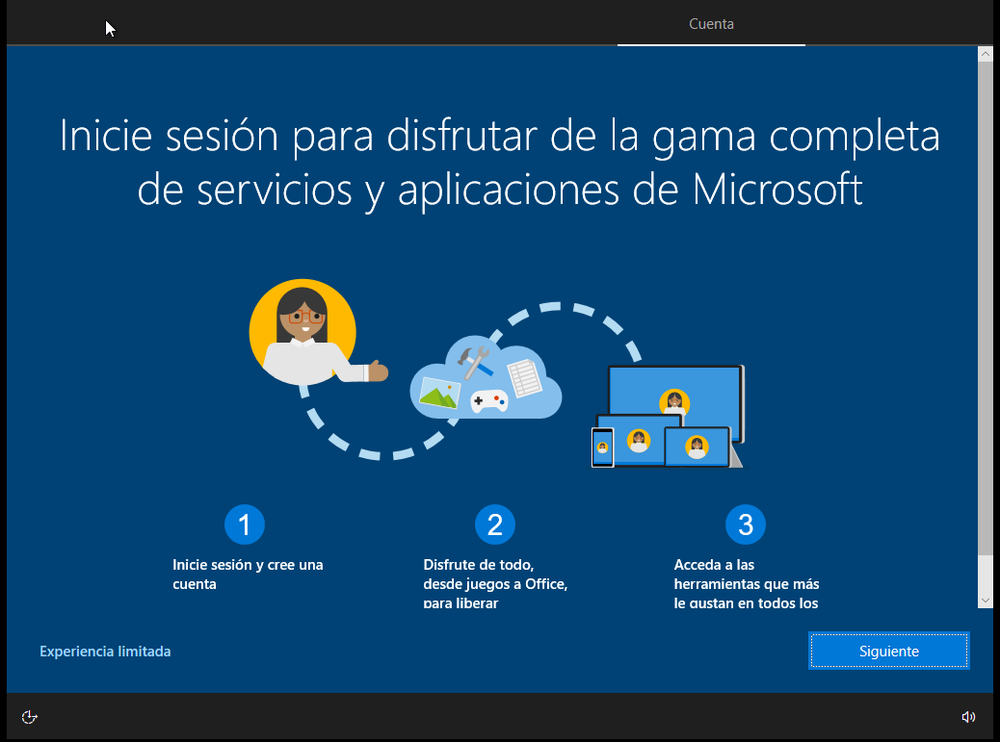 Cuenta
Inicie sesión para disfrutar de la gama completa
de servicios y aplicaciones de Microsoft
1
Inicie sesión y cree una
cuenta
2
Disfrute de todo,
desde juegos a Office,
para liberar
3
Acceda a las
herramientas que más
le gustan en todos los
Experiencia limitada
Siguiente